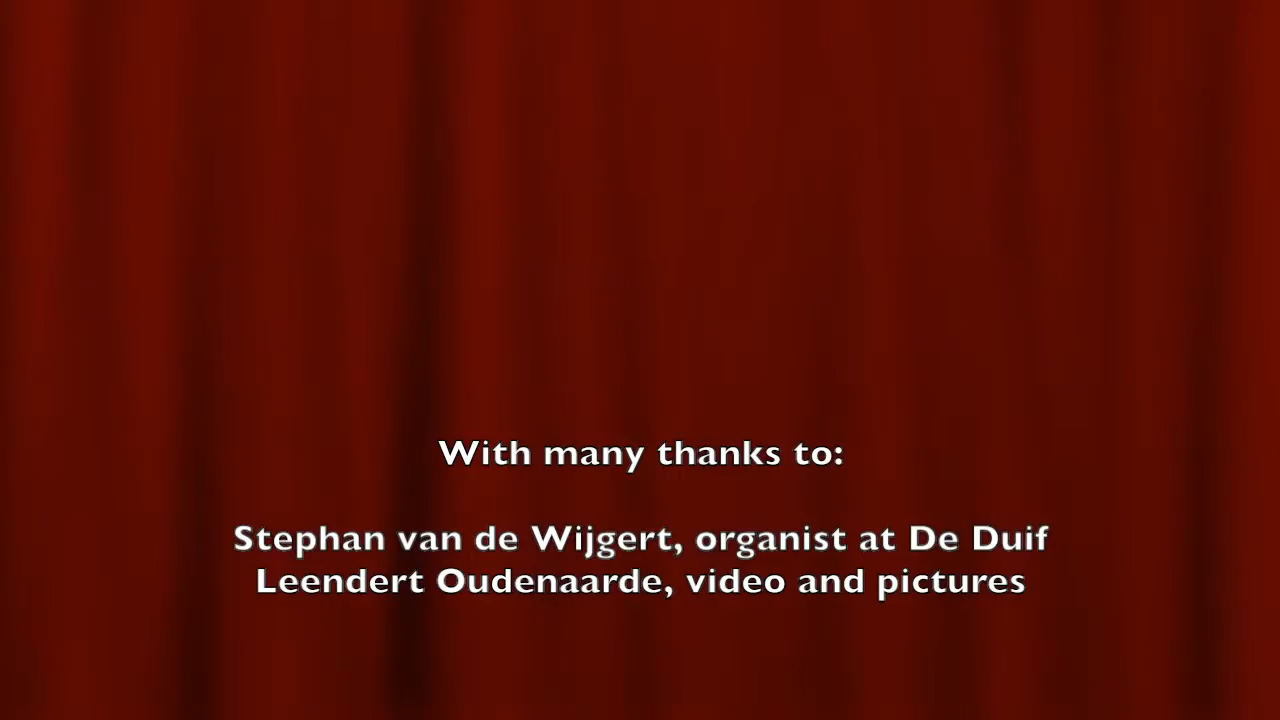 With many thanks to:
Stephan van de Wijgert, organist at De Duif
Leendert Oudenaarde, video and pictures